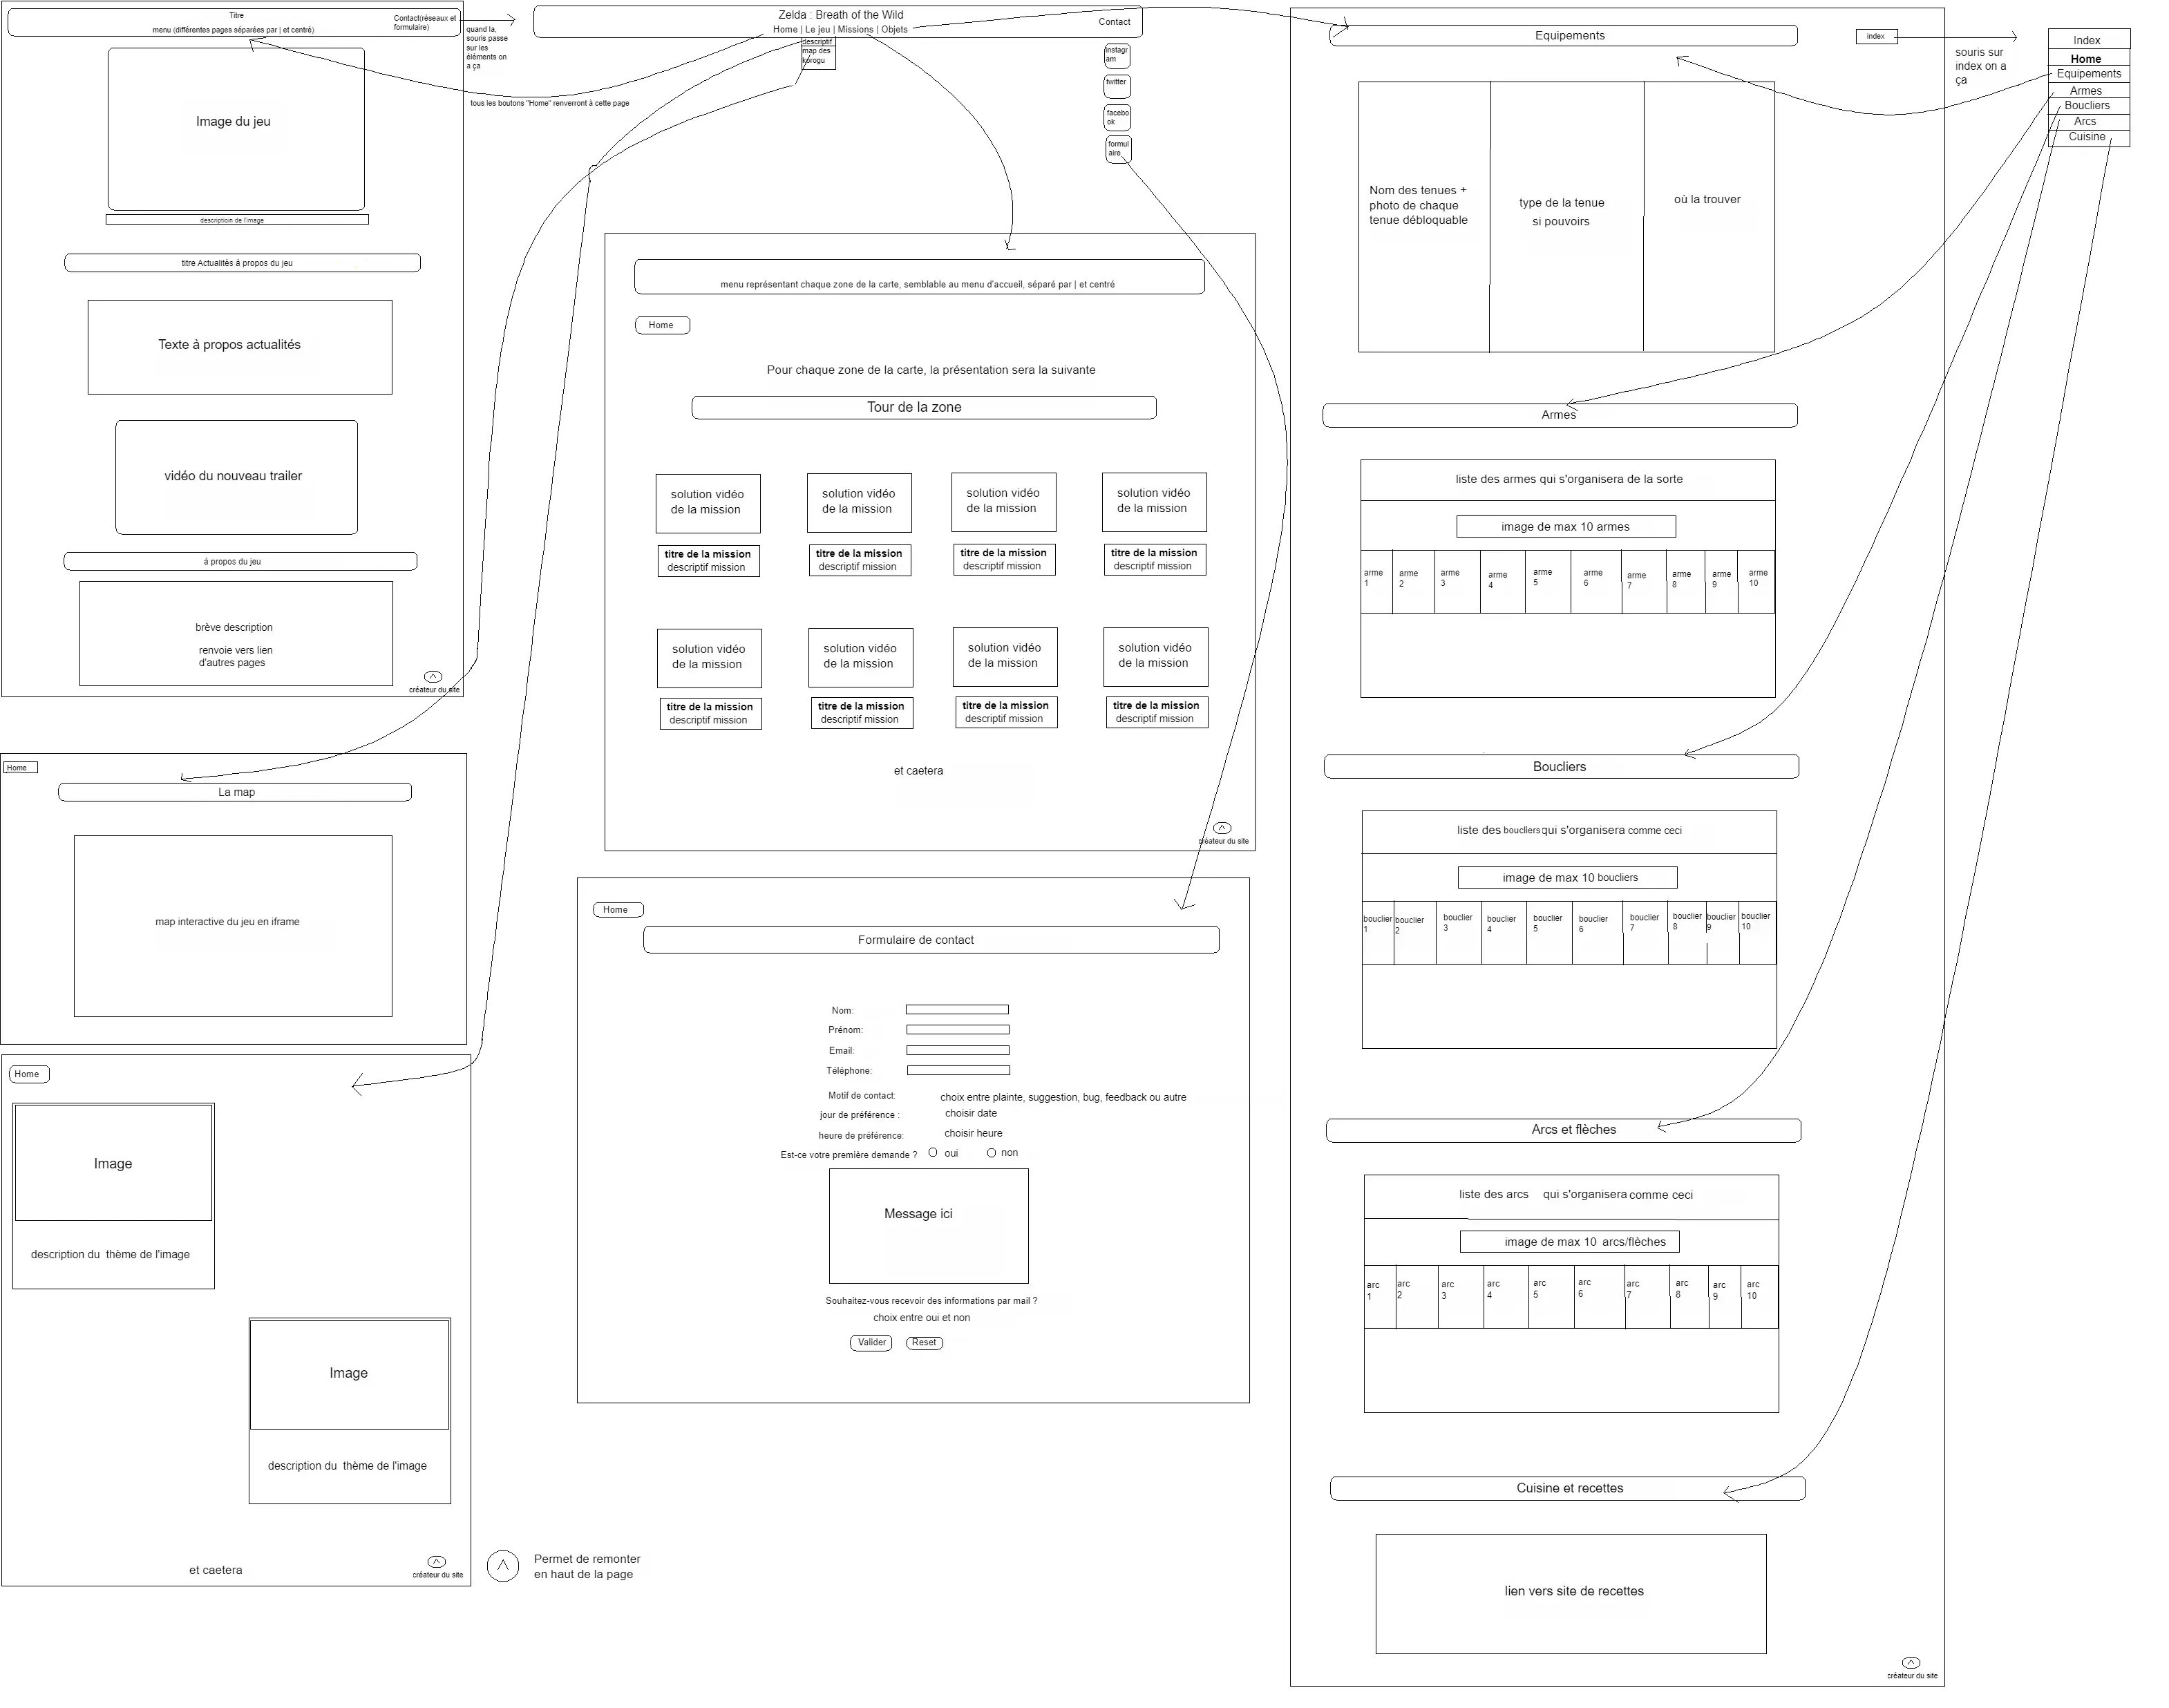 Titre
menu (différentes pages séparées par | et centré)
Contact(réseaux et
formulaire)
quand la,
souris passe
sur les
éléments on
a ça
Image du jeu
descriptioin de l'image
titre Actualités à propos du jeu
Texte à propos actualités
vidéo du nouveau trailer
à propos du jeu
brève description
renvoie vers lien
d'autres pages
^
créateur du site
Zelda : Breath of the Wild
Home | Le jeu | Missions | Objets
Contact
descriptif
map des
korogu
tous les boutons "Home" renverront à cette page
instagr
am
twitter
facebo
ok
formul
aire
Home
La map
map interactive du jeu en iframe
Home
Image
description du thème de l'image
Image
description du thème de l'image
et caetera
^
créateur du site
^
Permet de remonter
en haut de la page
menu représentant chaque zone de la carte, semblable au menu d'accueil, séparé par | et centré
Home
Pour chaque zone de la carte, la présentation sera la suivante
Tour de la zone
solution vidéo
de la mission
solution vidéo
de la mission
solution vidéo
de la mission
solution vidéo
de la mission
titre de la mission
descriptif mission
titre de la mission
descriptif mission
titre de la mission
descriptif mission
titre de la mission
descriptif mission
solution vidéo
de la mission
solution vidéo
de la mission
solution vidéo
de la mission
solution vidéo
de la mission
titre de la mission
descriptif mission
titre de la mission
descriptif mission
titre de la mission
descriptif mission
titre de la mission
descriptif mission
et caetera
^
créateur du site
Home
Formulaire de contact
Nom:
Prénom:
Email:
Téléphone:
Motif de contact: choix entre plainte, suggestion, bug, feedback ou autre
jour de préférence : choisir date
heure de préférence: choisir heure
Est-ce votre première demande ? oui non
Message ici
Souhaitez-vous recevoir des informations par mail ?
choix entre oui et non
Valider Reset
Equipements
index
souris sur
index on a
ça
Index
Home
Equipements
Armes
Boucliers
Arcs
Cuisine
Nom des tenues +
photo de chaque
tenue débloquable
type de la tenue
si pouvoirs
où la trouver
Armes
liste des armes qui s'organisera de la sorte
image de max 10 armes
arme
1
arme
2
arme
3
arme
4
arme
5
arme
6
arme
7
arme
8
arme
9
arme
10
Boucliers
liste des boucliers qui s'organisera comme ceci
image de max 10 boucliers
bouclier
1
bouclier
2
bouclier
3
bouclier
4
bouclier
5
bouclier
6
bouclier
7
bouclier
8
bouclier
9
bouclier
10
Arcs et flèches
liste des arcs qui s'organisera comme ceci
image de max 10 arcs/flèches
arc
1
arc
2
arc
3
arc
4
arc
5
arc
6
arc
7
arc
8
arc
9
arc
10
Cuisine et recettes
lien vers site de recettes
^
créateur du site